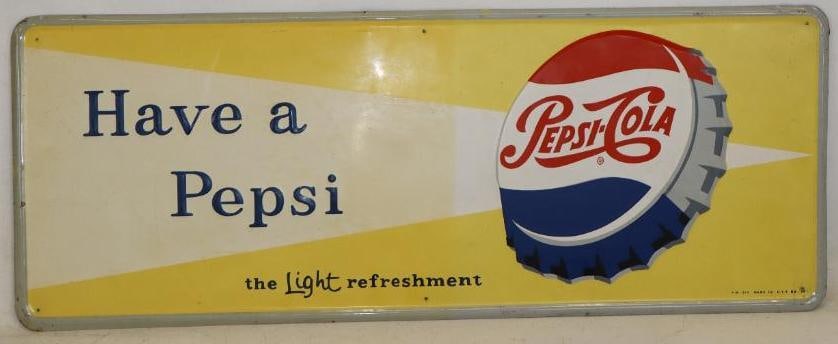 Have a
Pepsi
the Light refreshment
PEPSI-COLA
®